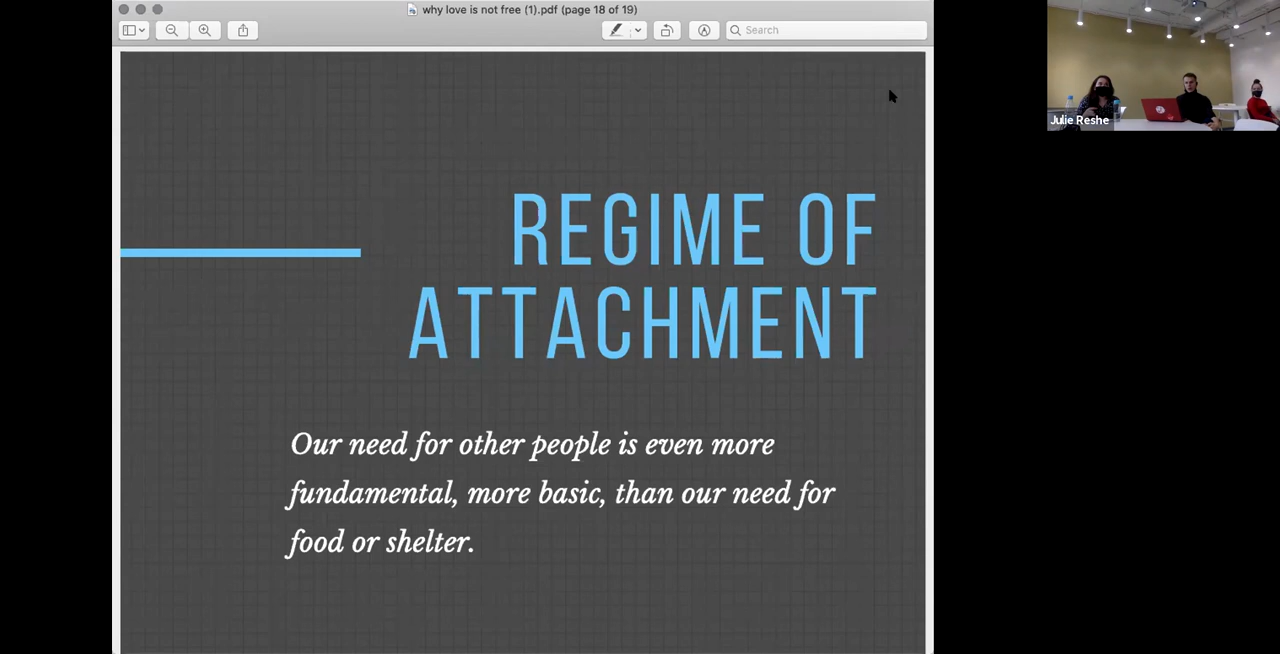 why love is not free (1).pdf (page 18 of 19)
Search
Julie Reshe
REGIME OF
ATTACHMENT
Our need for other people is even more
fundamental, more basic, than our need for
food or shelter.